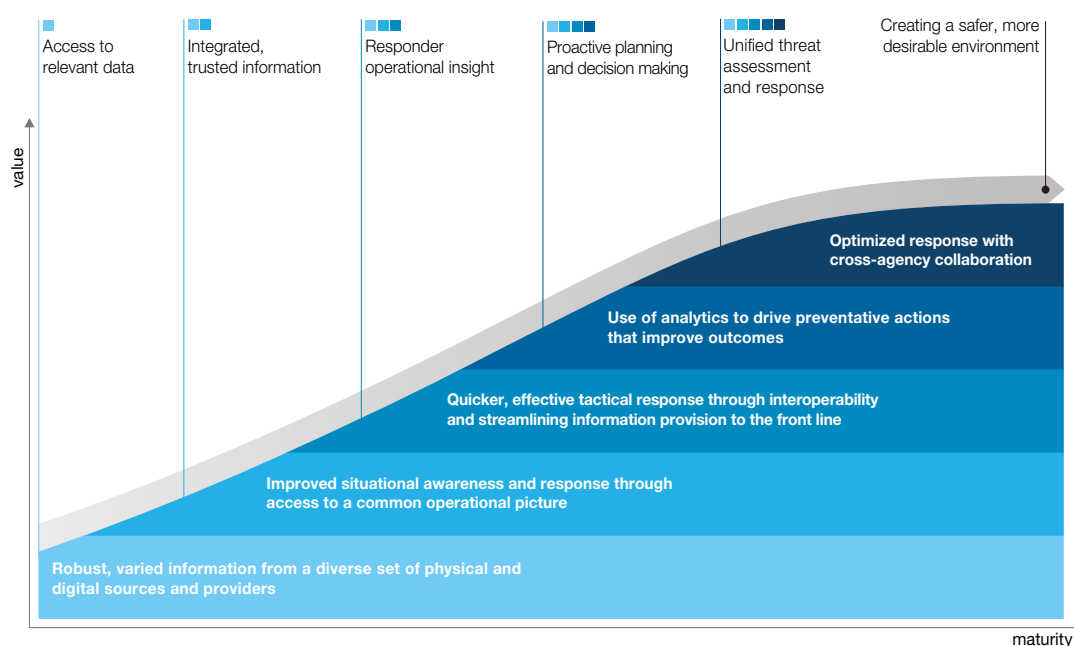 Access to
relevant data
Integrated,
trusted information
Responder
operational insight
Proactive planning
and decision making
Unified threat
assessment
and response
Creating a safer, more
desirable environment
value
Optimized response with
cross-agency collaboration
Use of analytics to drive preventative actions
that improve outcomes
Quicker, effective tactical response through interoperability
and streamlining information provision to the front line
Improved situational awareness and response through
access to a common operational picture
Robust, varied information from a diverse set of physical and
digital sources and providers
maturity